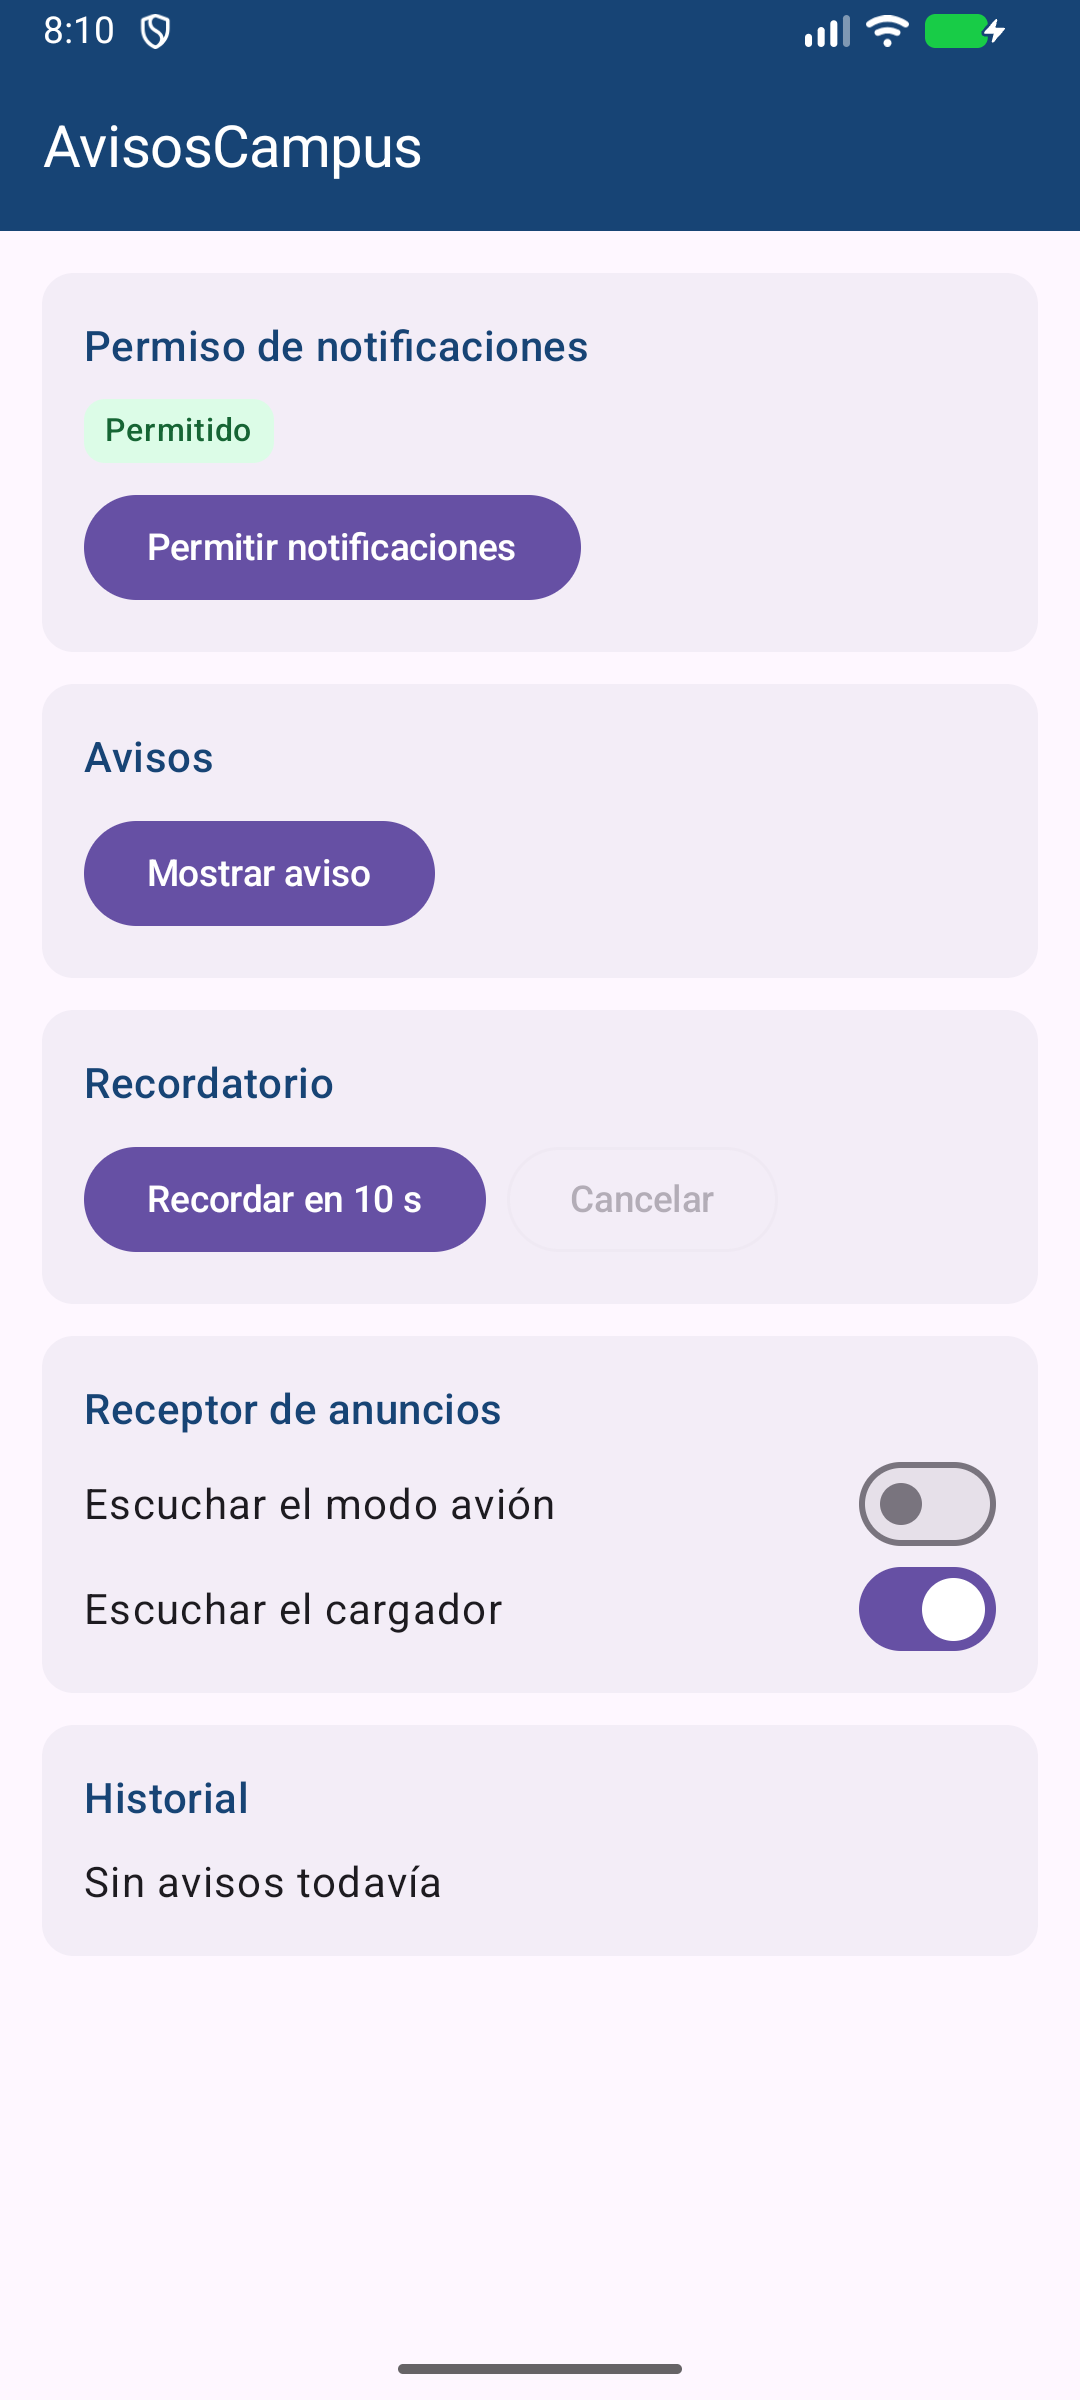 8:10
AvisosCampus
Permiso de notificaciones
Permitido
Permitir notificaciones
Avisos
Mostrar aviso
Recordatorio
Recordar en 10 s
Cancelar
Receptor de anuncios
Escuchar el modo avión
Escuchar el cargador
Historial
Sin avisos todavía